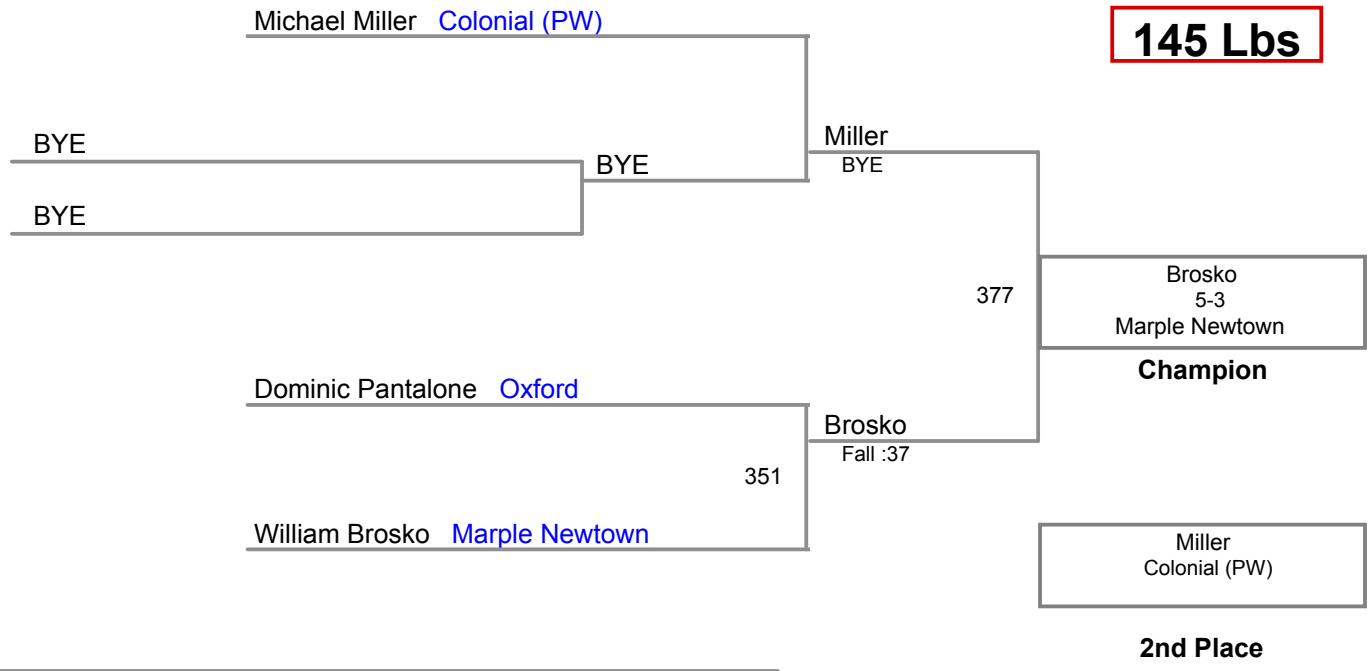 Michael Miller Colonial (PW)
145 Lbs
BYE
BYE
BYE
Miller
BYE
377
Brosko
5-3
Marple Newtown
Champion
Dominic Pantalone Oxford
Brosko
Fall :37
351
William Brosko Marple Newtown
Miller
Colonial (PW)
2nd Place